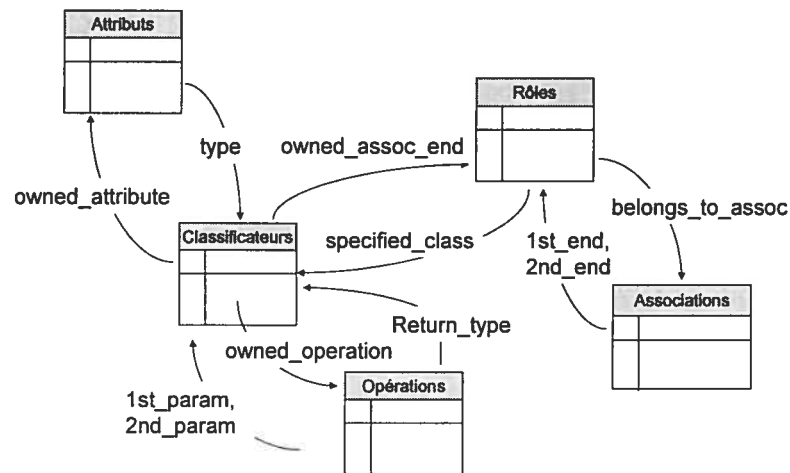 Attributs
Rôles
type
owned_assoc_end
owned_attribute
belongs_to_assoc
Classificateurs
specified_class
1st_end,
2nd_end
Associations
Return_type
owned_operation
Opérations
1st_param,
2nd_param